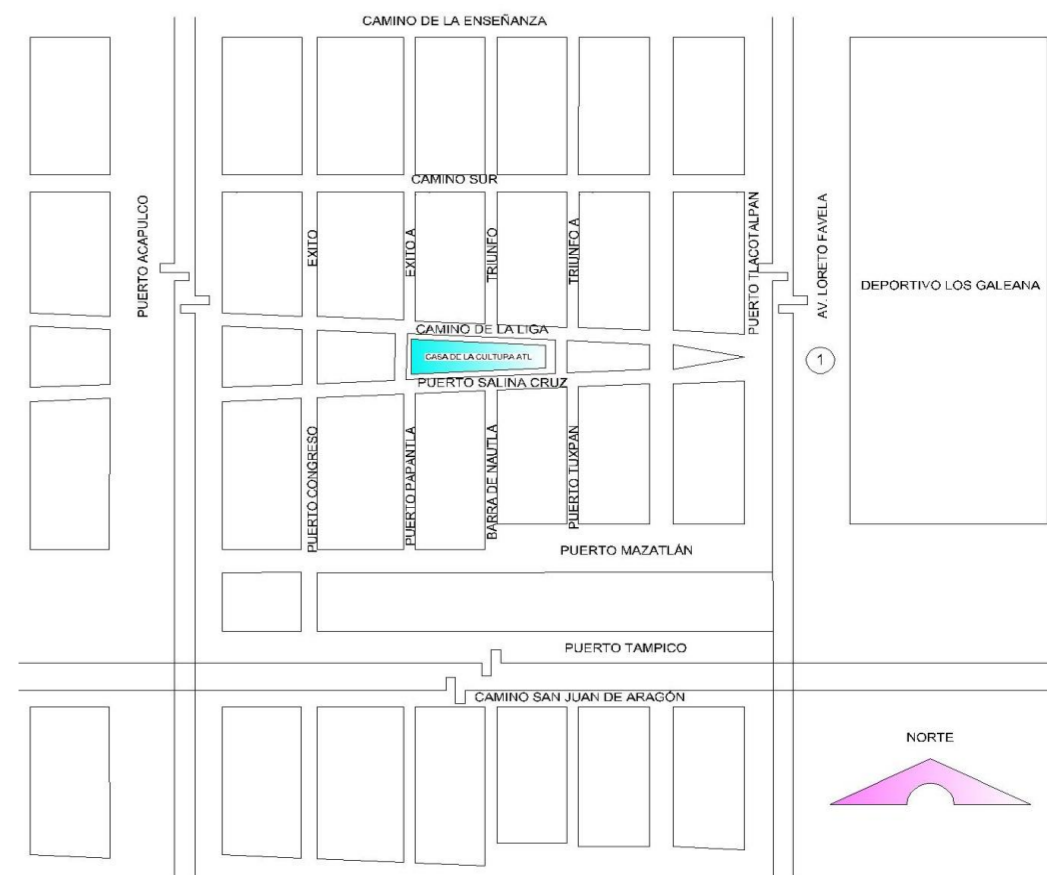 CAMINO DE LA ENSEÑANZA
CAMINO SUR
PUERTO ACAPULCO
EXITO
EXITO A
TRIUNFO
TRIUNFO A
PUERTO TLACOTALPAN
AV. LORETO FAVELA
DEPORTIVO LOS GALEANA
CAMINO DE LA LIGA
CASA DE LA CULTURA ATL
1
PUERTO SALINA CRUZ
PUERTO CONGRESO
PUERTO PAPANTLA
BARRA DE NAUTLA
PUERTO TUXPAN
PUERTO MAZATLÁN
PUERTO TAMPICO
CAMINO SAN JUAN DE ARAGÓN
NORTE